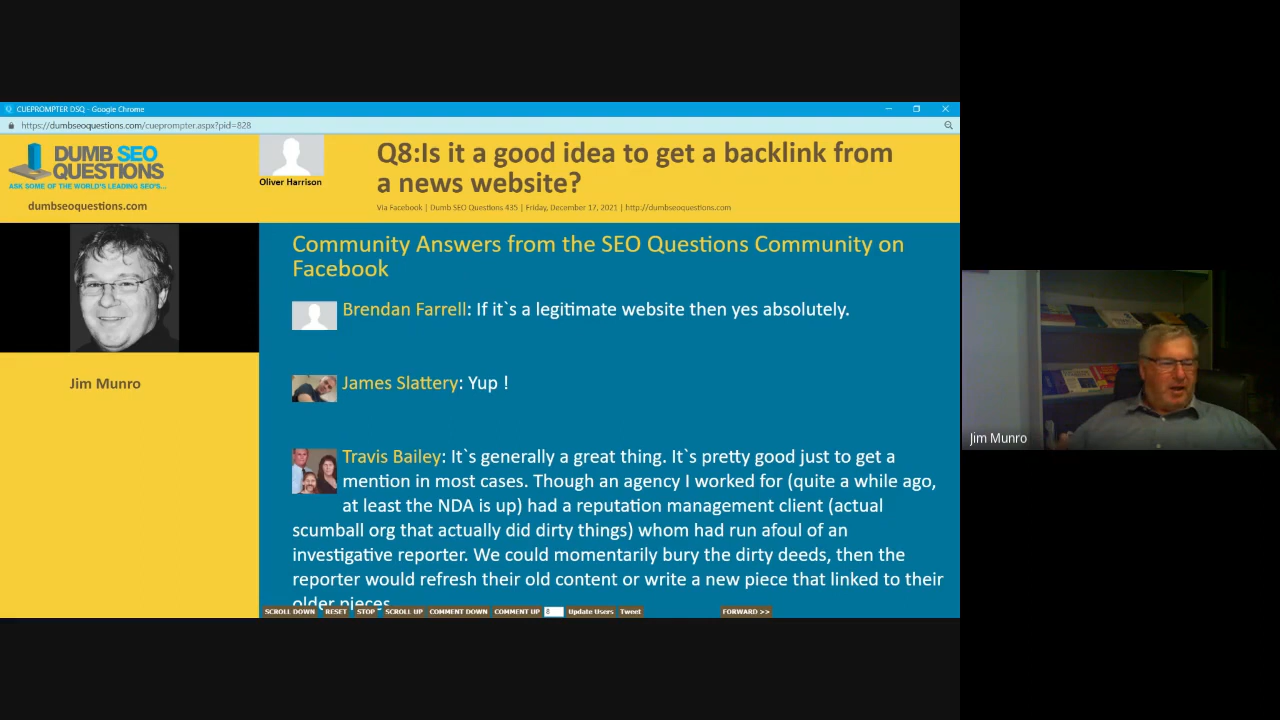 CUEPROMPTER DSQ - Google Chrome
https://dumbseoquestions.com/cueprompter.aspx?pid=828
DUMB SEO
QUESTIONS
ASK SOME OF THE WORLD'S LEADING SEO'S...
dumbseoquestions.com
Oliver Harrison
Q8:Is it a good idea to get a backlink from
a news website?
Via Facebook | Dumb SEO Questions 435 | Friday, December 17, 2021 | http://dumbseoquestions.com
Jim Munro
Community Answers from the SEO Questions Community on
Facebook
Brendan Farrell: If it`s a legitimate website then yes absolutely.
James Slattery: Yup !
Travis Bailey: It`s generally a great thing. It`s pretty good just to get a
mention in most cases. Though an agency I worked for (quite a while ago,
at least the NDA is up) had a reputation management client (actual
scumball org that actually did dirty things) whom had run afoul of an
investigative reporter. We could momentarily bury the dirty deeds, then the
reporter would refresh their old content or write a new piece that linked to their
older pieces
SCROLL DOWN RESET STOP SCROLL UP COMMENT DOWN COMMENT UP 8 Update Users Tweet FORWARD >>
Jim Munro